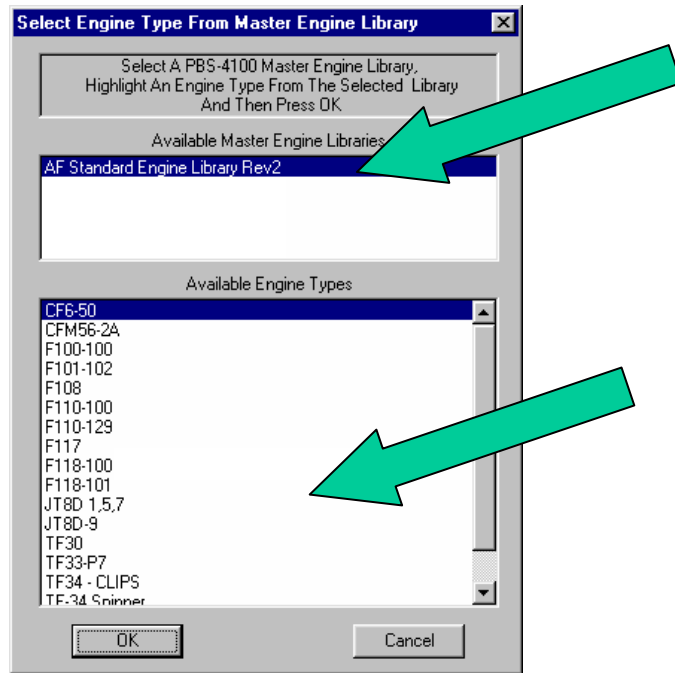 Select Engine Type From Master Engine Library
Select A PBS-4100 Master Engine Library,
Highlight An Engine Type From The Selected Library
And Then Press OK
Available Master Engine Libraries
AF Standard Engine Library Rev2
Available Engine Types
CF6-50
CFM56-2A
F100-100
F101-102
F108
F110-100
F110-129
F117
F118-100
F118-101
JT8D 1,5,7
JT8D-9
TF30
TF33-P7
TF34 - CLIPS
TF-34 Spinner
OK
Cancel